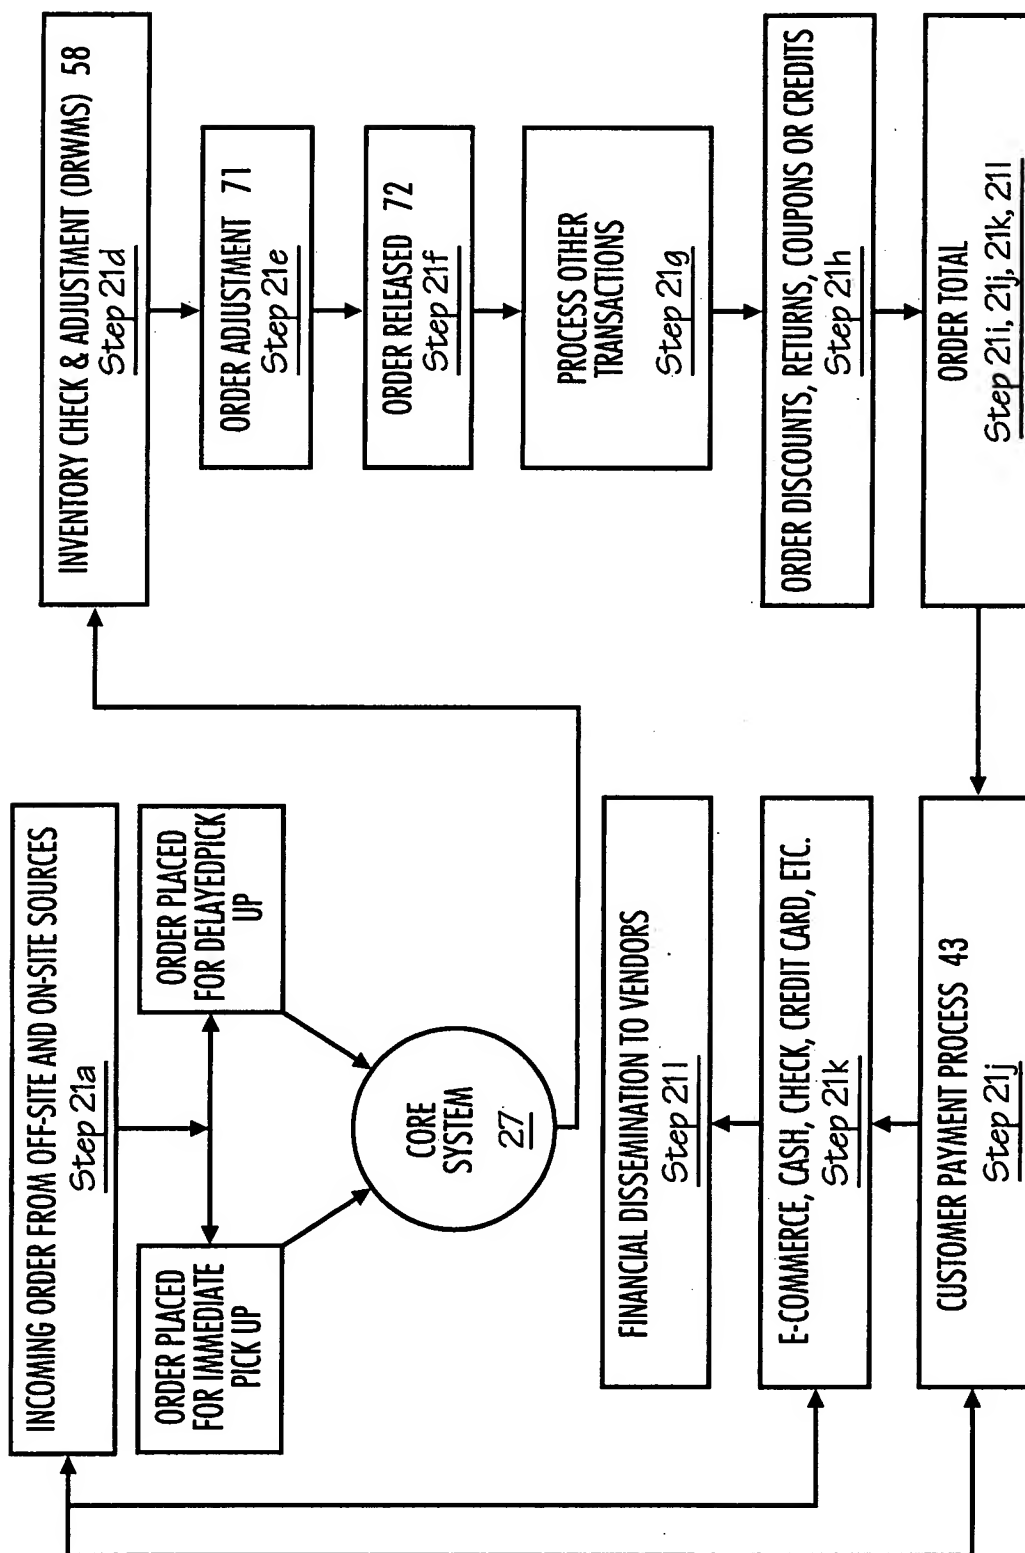 INCOMING ORDER FROM OFF-SITE AND ON-SITE SOURCES
Step 21a
ORDER PLACED
FOR IMMEDIATE
PICK UP
ORDER PLACED
FOR DELAYEDPICK
UP
CORE
SYSTEM
27
INVENTORY CHECK & ADJUSTMENT (DRWMS) 58
Step 21d
ORDER ADJUSTMENT 71
Step 21e
ORDER RELEASED 72
Step 21f
PROCESS OTHER
TRANSACTIONS
Step 21g
ORDER DISCOUNTS, RETURNS, COUPONS OR CREDITS
Step 21h
ORDER TOTAL
Step 21i, 21j, 21k, 21l
CUSTOMER PAYMENT PROCESS 43
Step 21j
E-COMMERCE, CASH, CHECK, CREDIT CARD, ETC.
Step 21k
FINANCIAL DISSEMINATION TO VENDORS
Step 21l